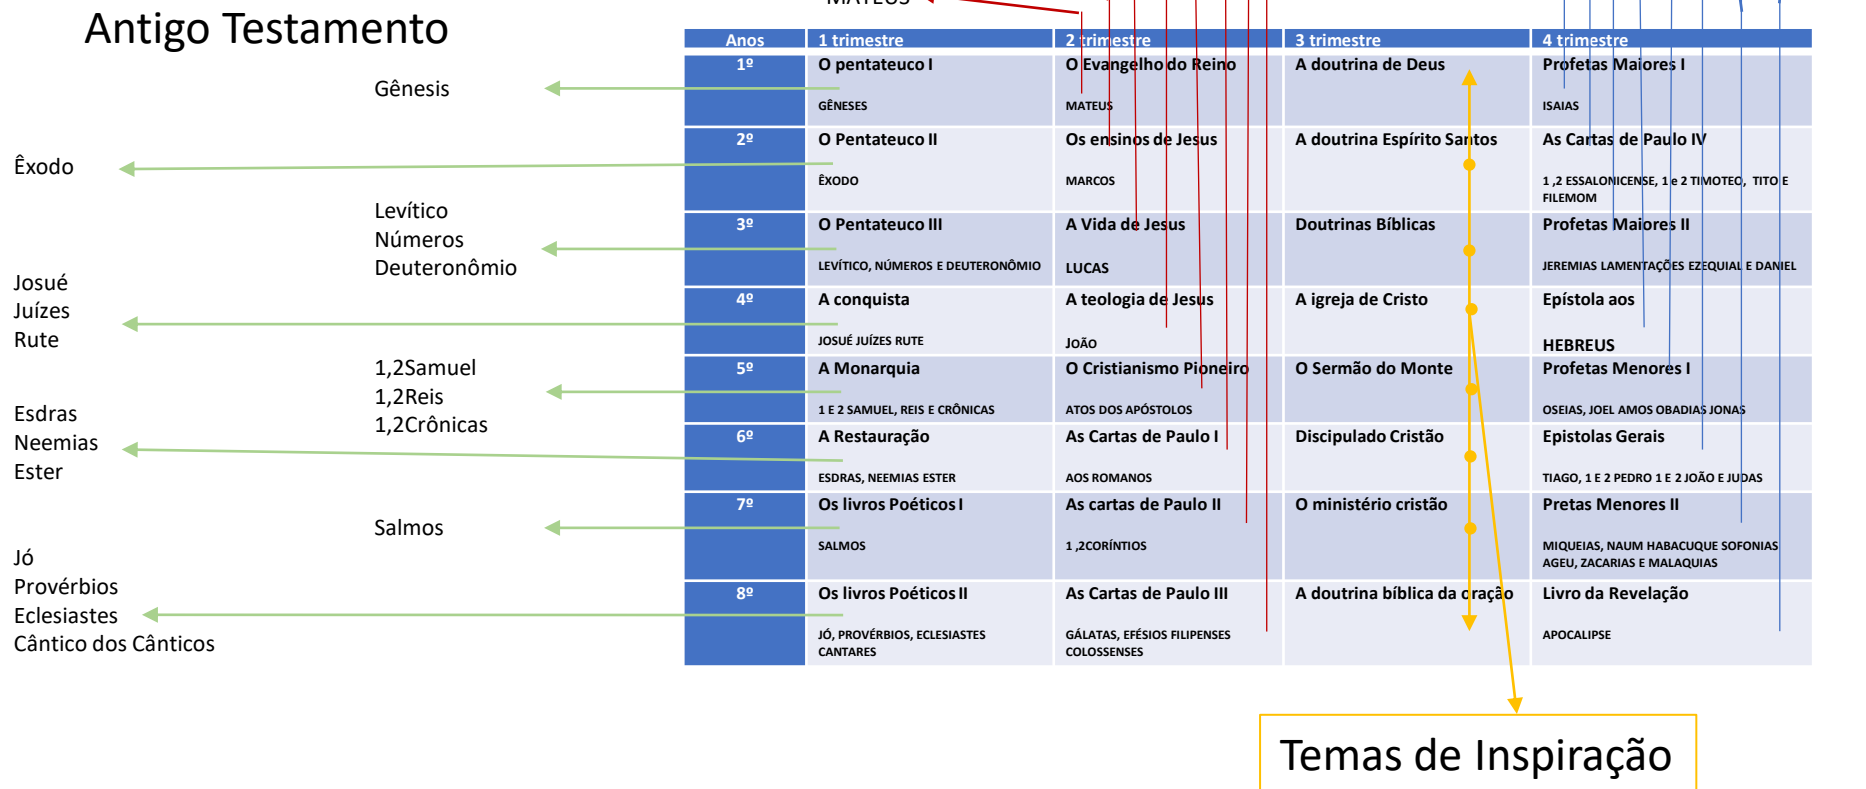 MATEUS
Antigo Testamento
Gênesis
Êxodo
Levítico
Números
Deuteronômio
Josué
Juízes
Rute
1,2Samuel
1,2Reis
1,2Crônicas
Esdras
Neemias
Ester
Salmos
Jó
Provérbios
Eclesiastes
Cântico dos Cânticos
Anos 1 trimestre 2 trimestre 3 trimestre 4 trimestre
1º O pentateuco I O Evangelho do Reino A doutrina de Deus Profetas Maiores I
GÊNESES MATEUS ISAIAS
2º O Pentateuco II Os ensinos de Jesus A doutrina Espírito Santos As Cartas de Paulo IV
ÊXODO MARCOS 1 ,2 ESSALONICENSE, 1 e 2 TIMOTEO, TITO E
FILEMOM
3º O Pentateuco III A Vida de Jesus Doutrinas Bíblicas Profetas Maiores II
LEVÍTICO, NÚMEROS E DEUTERONÔMIO LUCAS JEREMIAS LAMENTAÇÕES EZEQUIAL E DANIEL
4º A conquista A teologia de Jesus A igreja de Cristo Epístola aos
JOSUÉ JUÍZES RUTE JOÃO HEBREUS
5º A Monarquia O Cristianismo Pioneiro O Sermão do Monte Profetas Menores I
1 E 2 SAMUEL, REIS E CRÔNICAS ATOS DOS APÓSTOLOS OSEIAS, JOEL AMOS OBADIAS JONAS
6º A Restauração As Cartas de Paulo I Discipulado Cristão Epistolas Gerais
ESDRAS, NEEMIAS ESTER AOS ROMANOS TIAGO, 1 E 2 PEDRO 1 E 2 JOÃO E JUDAS
7º Os livros Poéticos I As cartas de Paulo II O ministério cristão Pretas Menores II
SALMOS 1 ,2CORÍNTIOS MIQUEIAS, NAUM HABACUQUE SOFONIAS
AGEU, ZACARIAS E MALAQUIAS
8º Os livros Poéticos II As Cartas de Paulo III A doutrina bíblica da oração Livro da Revelação
JÓ, PROVÉRBIOS, ECLESIASTES GÁLATAS, EFÉSIOS FILIPENSES APOCALIPSE
CANTARES COLOSSENSES
Temas de Inspiração